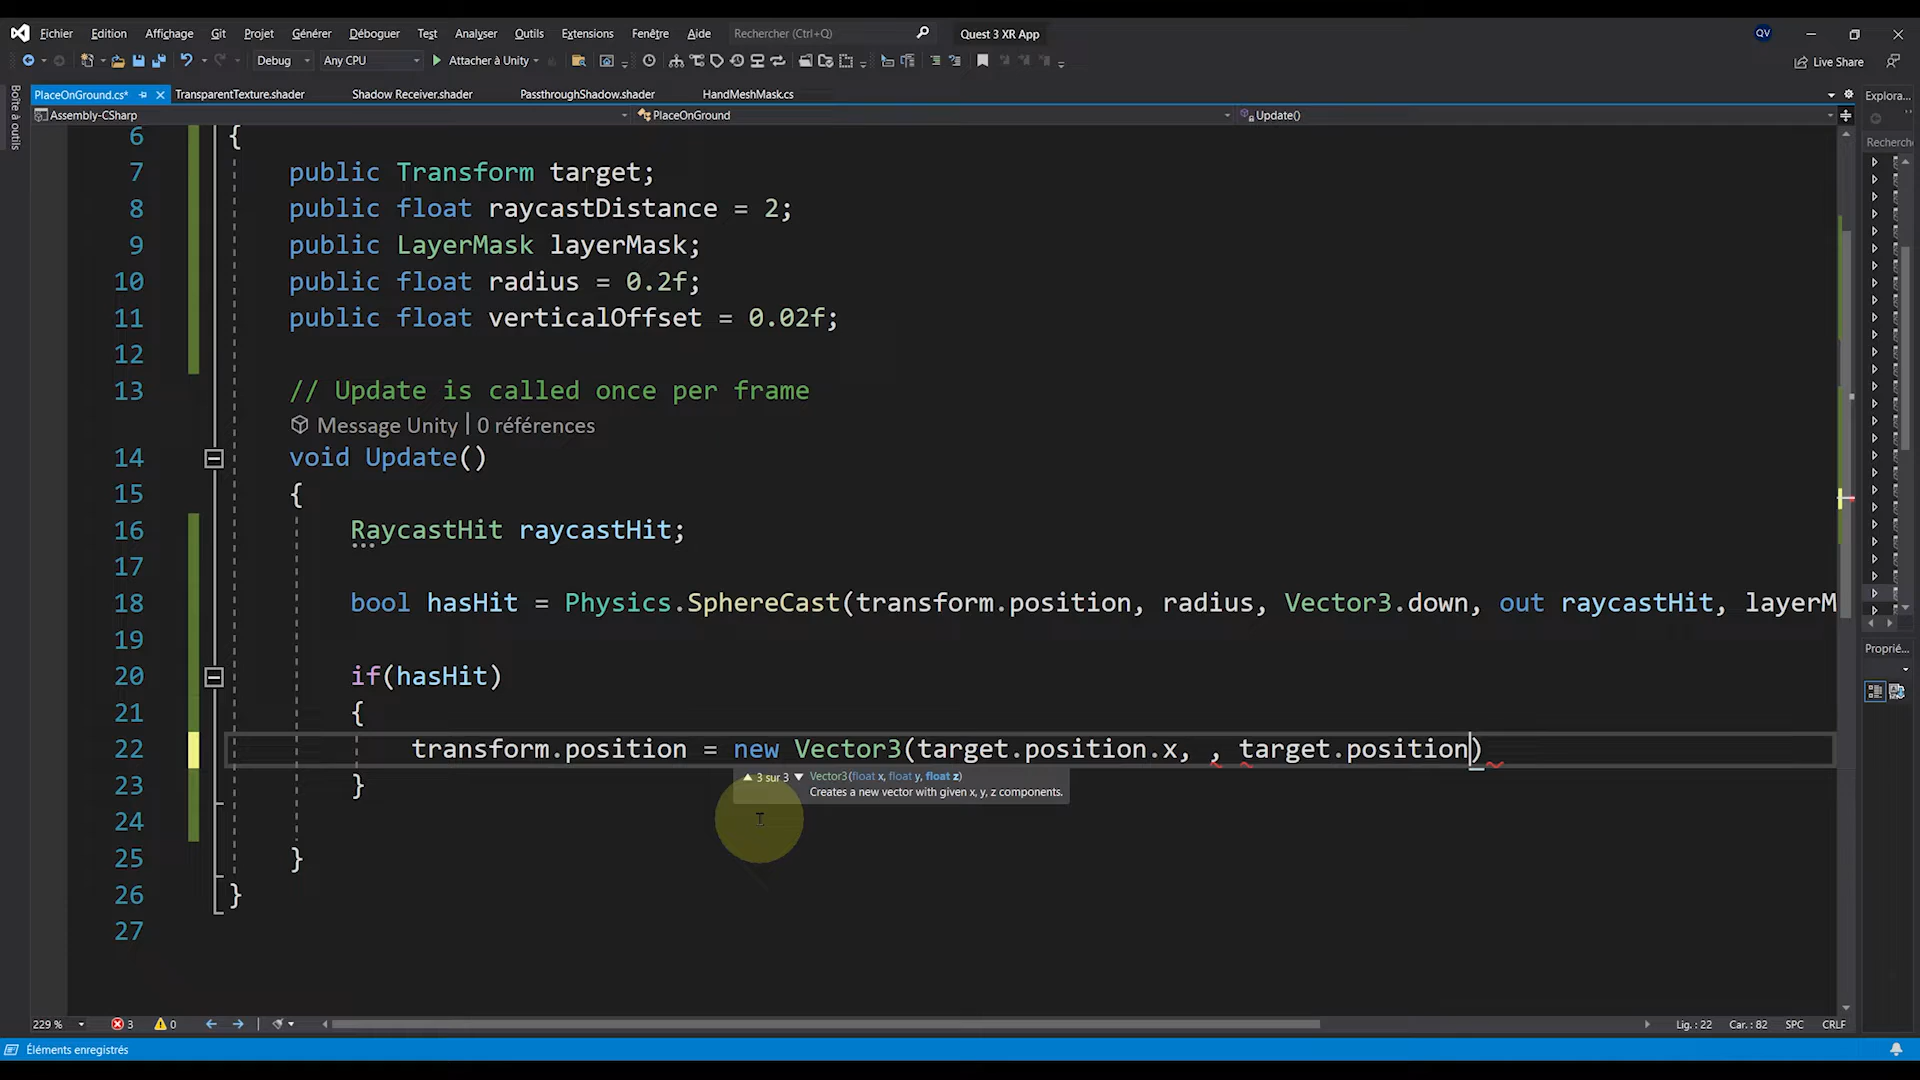 Fichier Edition Affichage Git Projet Générer Déboguer Test Analyser Outils Extensions Fenêtre Aide Rechercher (Ctrl+Q) Quest 3 XR App QV
Debug Any CPU Attacher à Unity Live Share
Boîte à outils
PlaceOnGround.cs* TransparentTexture.shader Shadow Receiver.shader PassthroughShadow.shader HandMeshMask.cs Explora...
Assembly-CSharp PlaceOnGround Update()
Recherche
6 {
7 public Transform target;
8 public float raycastDistance = 2;
9 public LayerMask layerMask;
10 public float radius = 0.2f;
11 public float verticalOffset = 0.02f;
12
13 // Update is called once per frame
Message Unity | 0 références
14 void Update()
15 {
16 RaycastHit raycastHit;
17
18 bool hasHit = Physics.SphereCast(transform.position, radius, Vector3.down, out raycastHit, layerM
19
20 if(hasHit)
21 {
22 transform.position = new Vector3(target.position.x, , target.position)
3 sur 3 Vector3(float x, float y, float z)
Creates a new vector with given x, y, z components.
23 }
24
25 }
26 }
27
Proprié...
229 % 3 0 Lig. : 22 Car. : 82 SPC CRLF
Éléments enregistrés